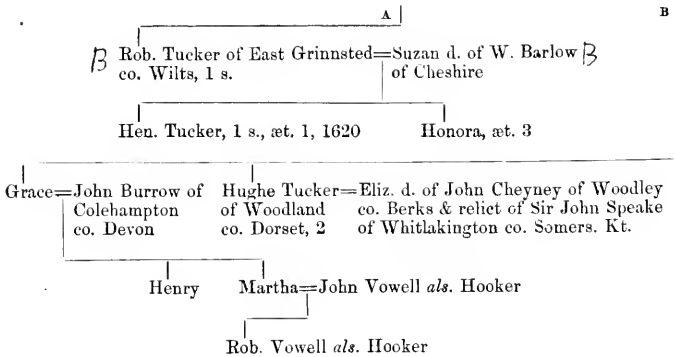 A B
B Rob. Tucker of East Grinnsted=Suzan d. of W. Barlow B
co. Wilts, 1 s. of Cheshire
Hen. Tucker, 1 s., æt. 1, 1620 Honora, æt. 3
Grace=John Burrow of Hughe Tucker=Eliz. d. of John Cheyney of Woodley
Colehampton of Woodland co. Berks & relict of Sir John Speake
co. Devon co. Dorset, 2 of Whitlakington co. Somers. Kt.
Henry Martha=John Vowell als. Hooker
Rob. Vowell als. Hooker